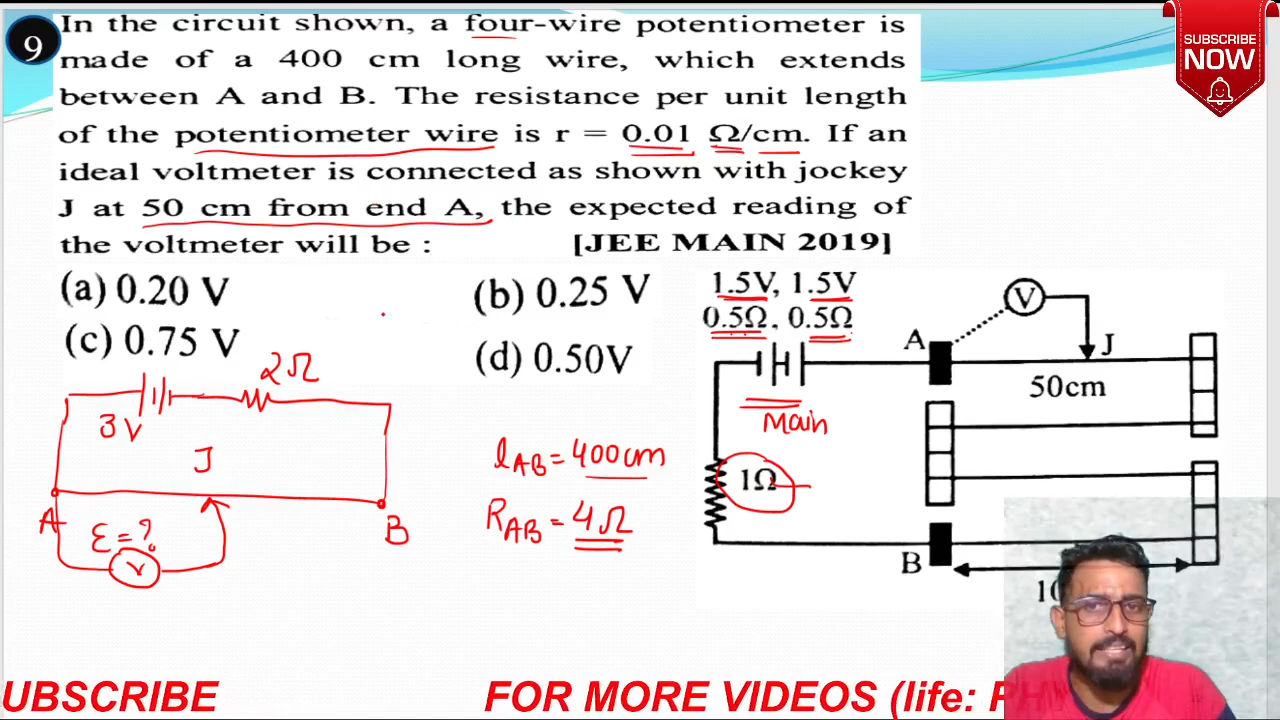 9
In the circuit shown, a four-wire potentiometer is
made of a 400 cm long wire, which extends
between A and B. The resistance per unit length
of the potentiometer wire is r = 0.01 Ω/cm. If an
ideal voltmeter is connected as shown with jockey
J at 50 cm from end A, the expected reading of
the voltmeter will be : [JEE MAIN 2019]
(a) 0.20 V (b) 0.25 V
(c) 0.75 V (d) 0.50V
SUBSCRIBE
NOW
1.5V, 1.5V
0.5Ω, 0.5Ω
Main
1Ω
A
V
J
50cm
B
2Ω
3V
J
A
B
ε = ?
V
l AB = 400cm
R AB = 4Ω
UBSCRIBE FOR MORE VIDEOS (life: